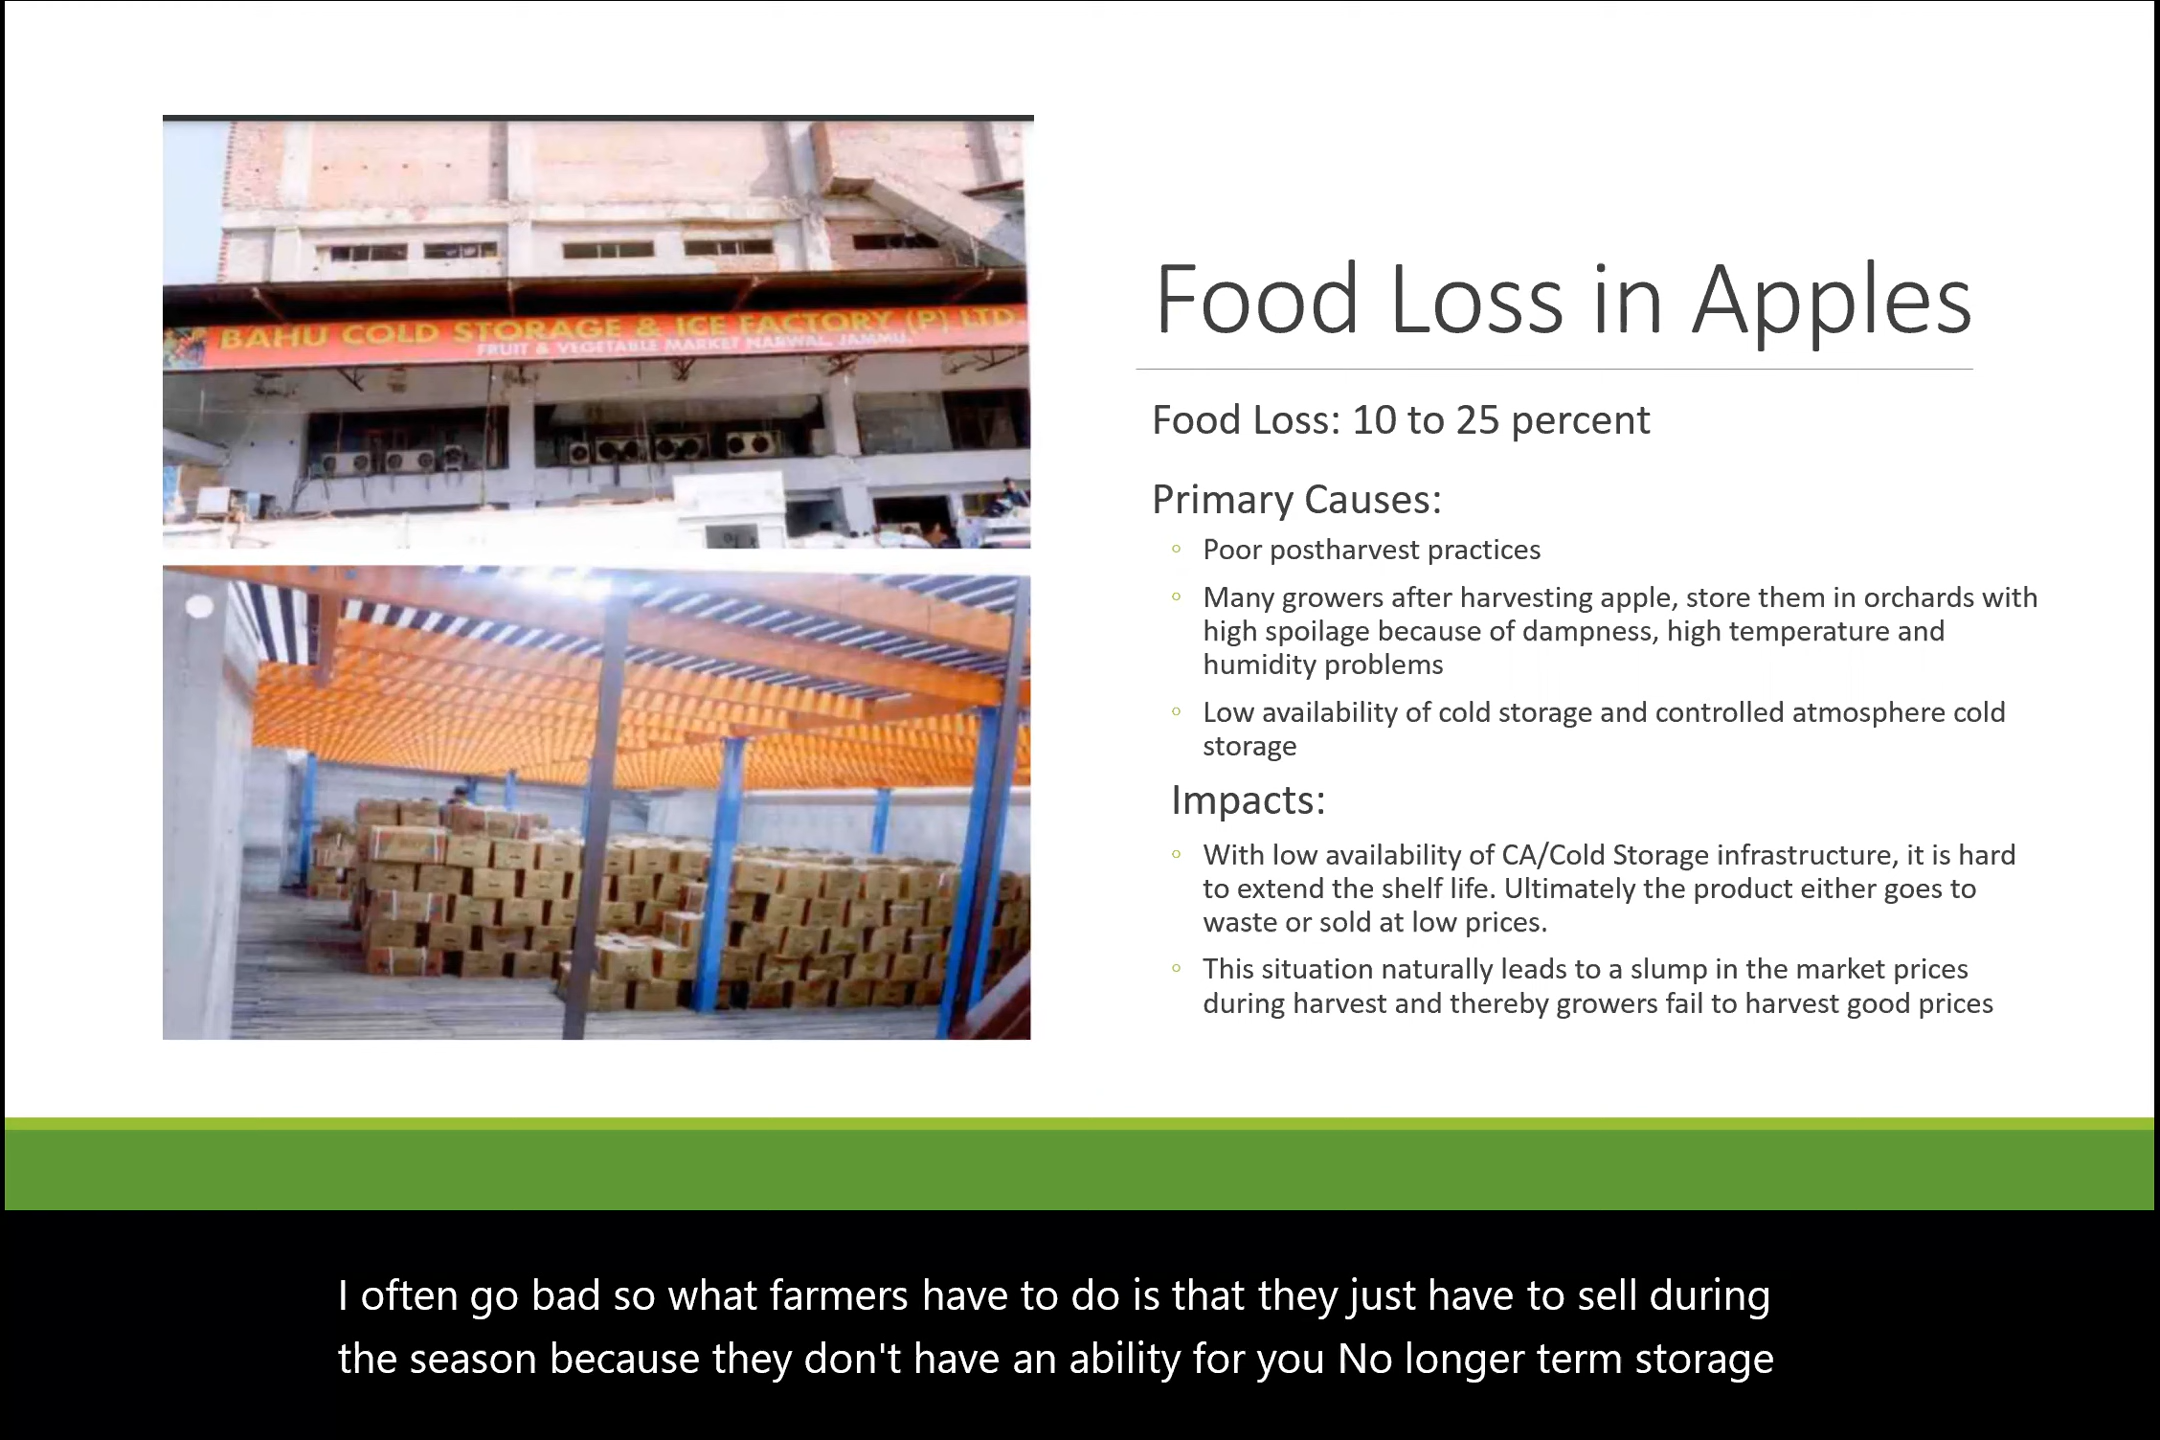 BAHU COLD STORAGE & ICE FACTORY (P) LTD.
FRUIT & VEGETABLE MARKET NARWAL, JAMMU.
Food Loss in Apples
Food Loss: 10 to 25 percent
Primary Causes:
◦ Poor postharvest practices
◦ Many growers after harvesting apple, store them in orchards with
high spoilage because of dampness, high temperature and
humidity problems
◦ Low availability of cold storage and controlled atmosphere cold
storage
Impacts:
◦ With low availability of CA/Cold Storage infrastructure, it is hard
to extend the shelf life. Ultimately the product either goes to
waste or sold at low prices.
◦ This situation naturally leads to a slump in the market prices
during harvest and thereby growers fail to harvest good prices
I often go bad so what farmers have to do is that they just have to sell during
the season because they don't have an ability for you No longer term storage